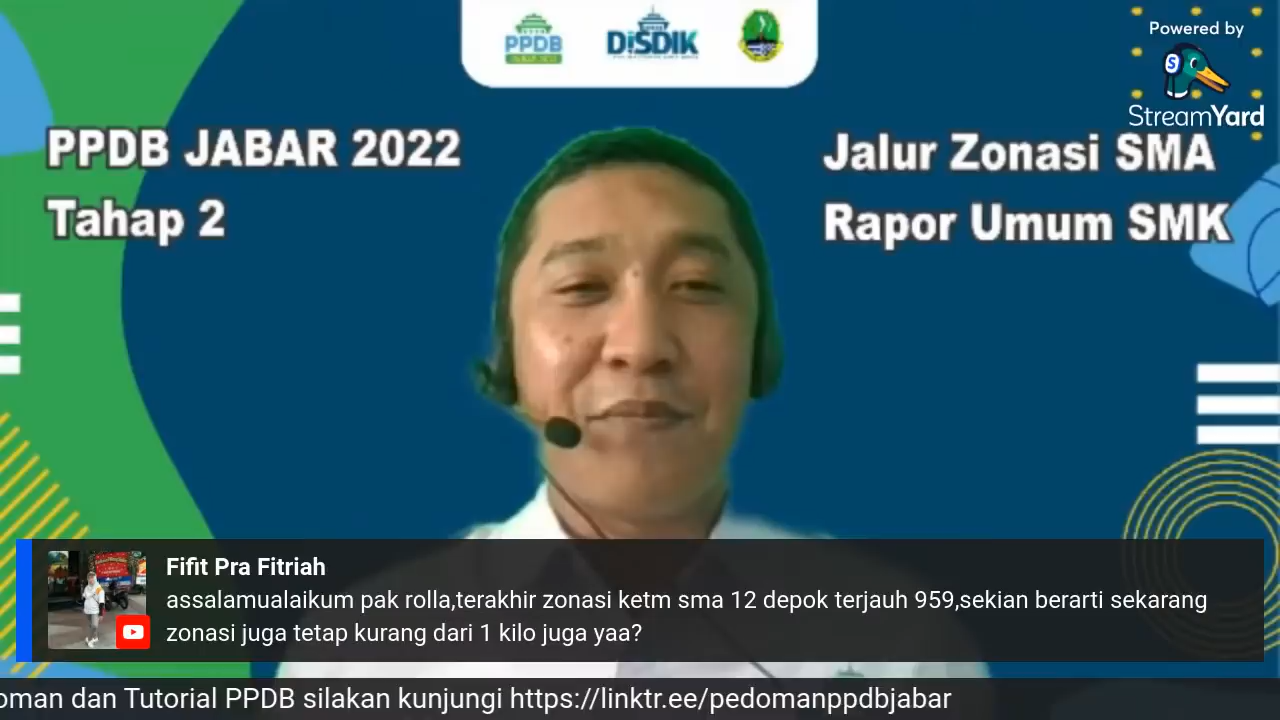 PPDB
DiSDIK
Powered by
StreamYard
PPDB JABAR 2022
Tahap 2
Jalur Zonasi SMA
Rapor Umum SMK
Fifit Pra Fitriah
assalamualaikum pak rolla,terakhir zonasi ketm sma 12 depok terjauh 959,sekian berarti sekarang
zonasi juga tetap kurang dari 1 kilo juga yaa?
oman dan Tutorial PPDB silakan kunjungi https://linktr.ee/pedomanppdbjabar